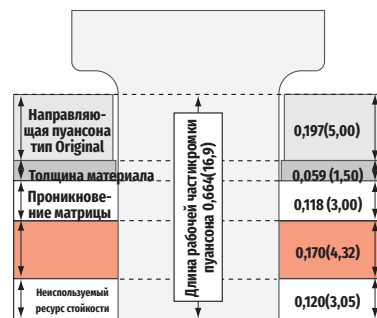 Направляю-
щая пуансона
тип Original
Толщина материала
Проникнове-
ение матрицы
Неиспользуемый
ресурс стойкости
Длина рабочей частикромки
пуансона 0,664(16,9)
0,197(5,00)
0,059 (1,50)
0,118 (3,00)
0,170(4,32)
0,120(3,05)